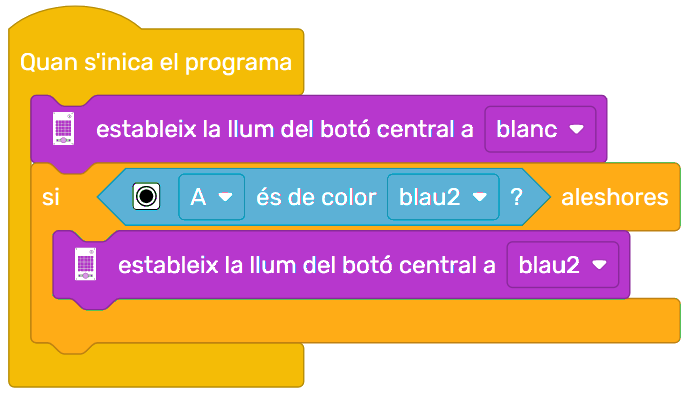 Quan s'inica el programa
estableix la llum del botó central a blanc
si A és de color blau2 ? aleshores
estableix la llum del botó central a blau2